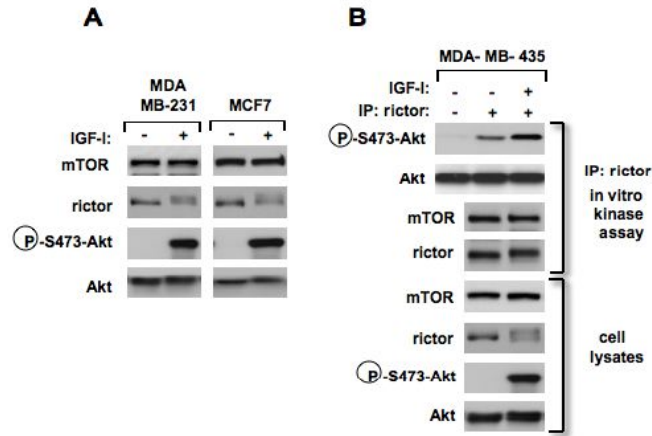 A
MDA
MB-231
MCF7
IGF-I: - + - +
mTOR
rictor
P-S473-Akt
Akt
B
MDA- MB- 435
IGF-I: - - +
IP: rictor: - + +
P-S473-Akt
Akt
mTOR
rictor
IP: rictor
in vitro
kinase
assay
mTOR
rictor
P-S473-Akt
Akt
cell
lysates